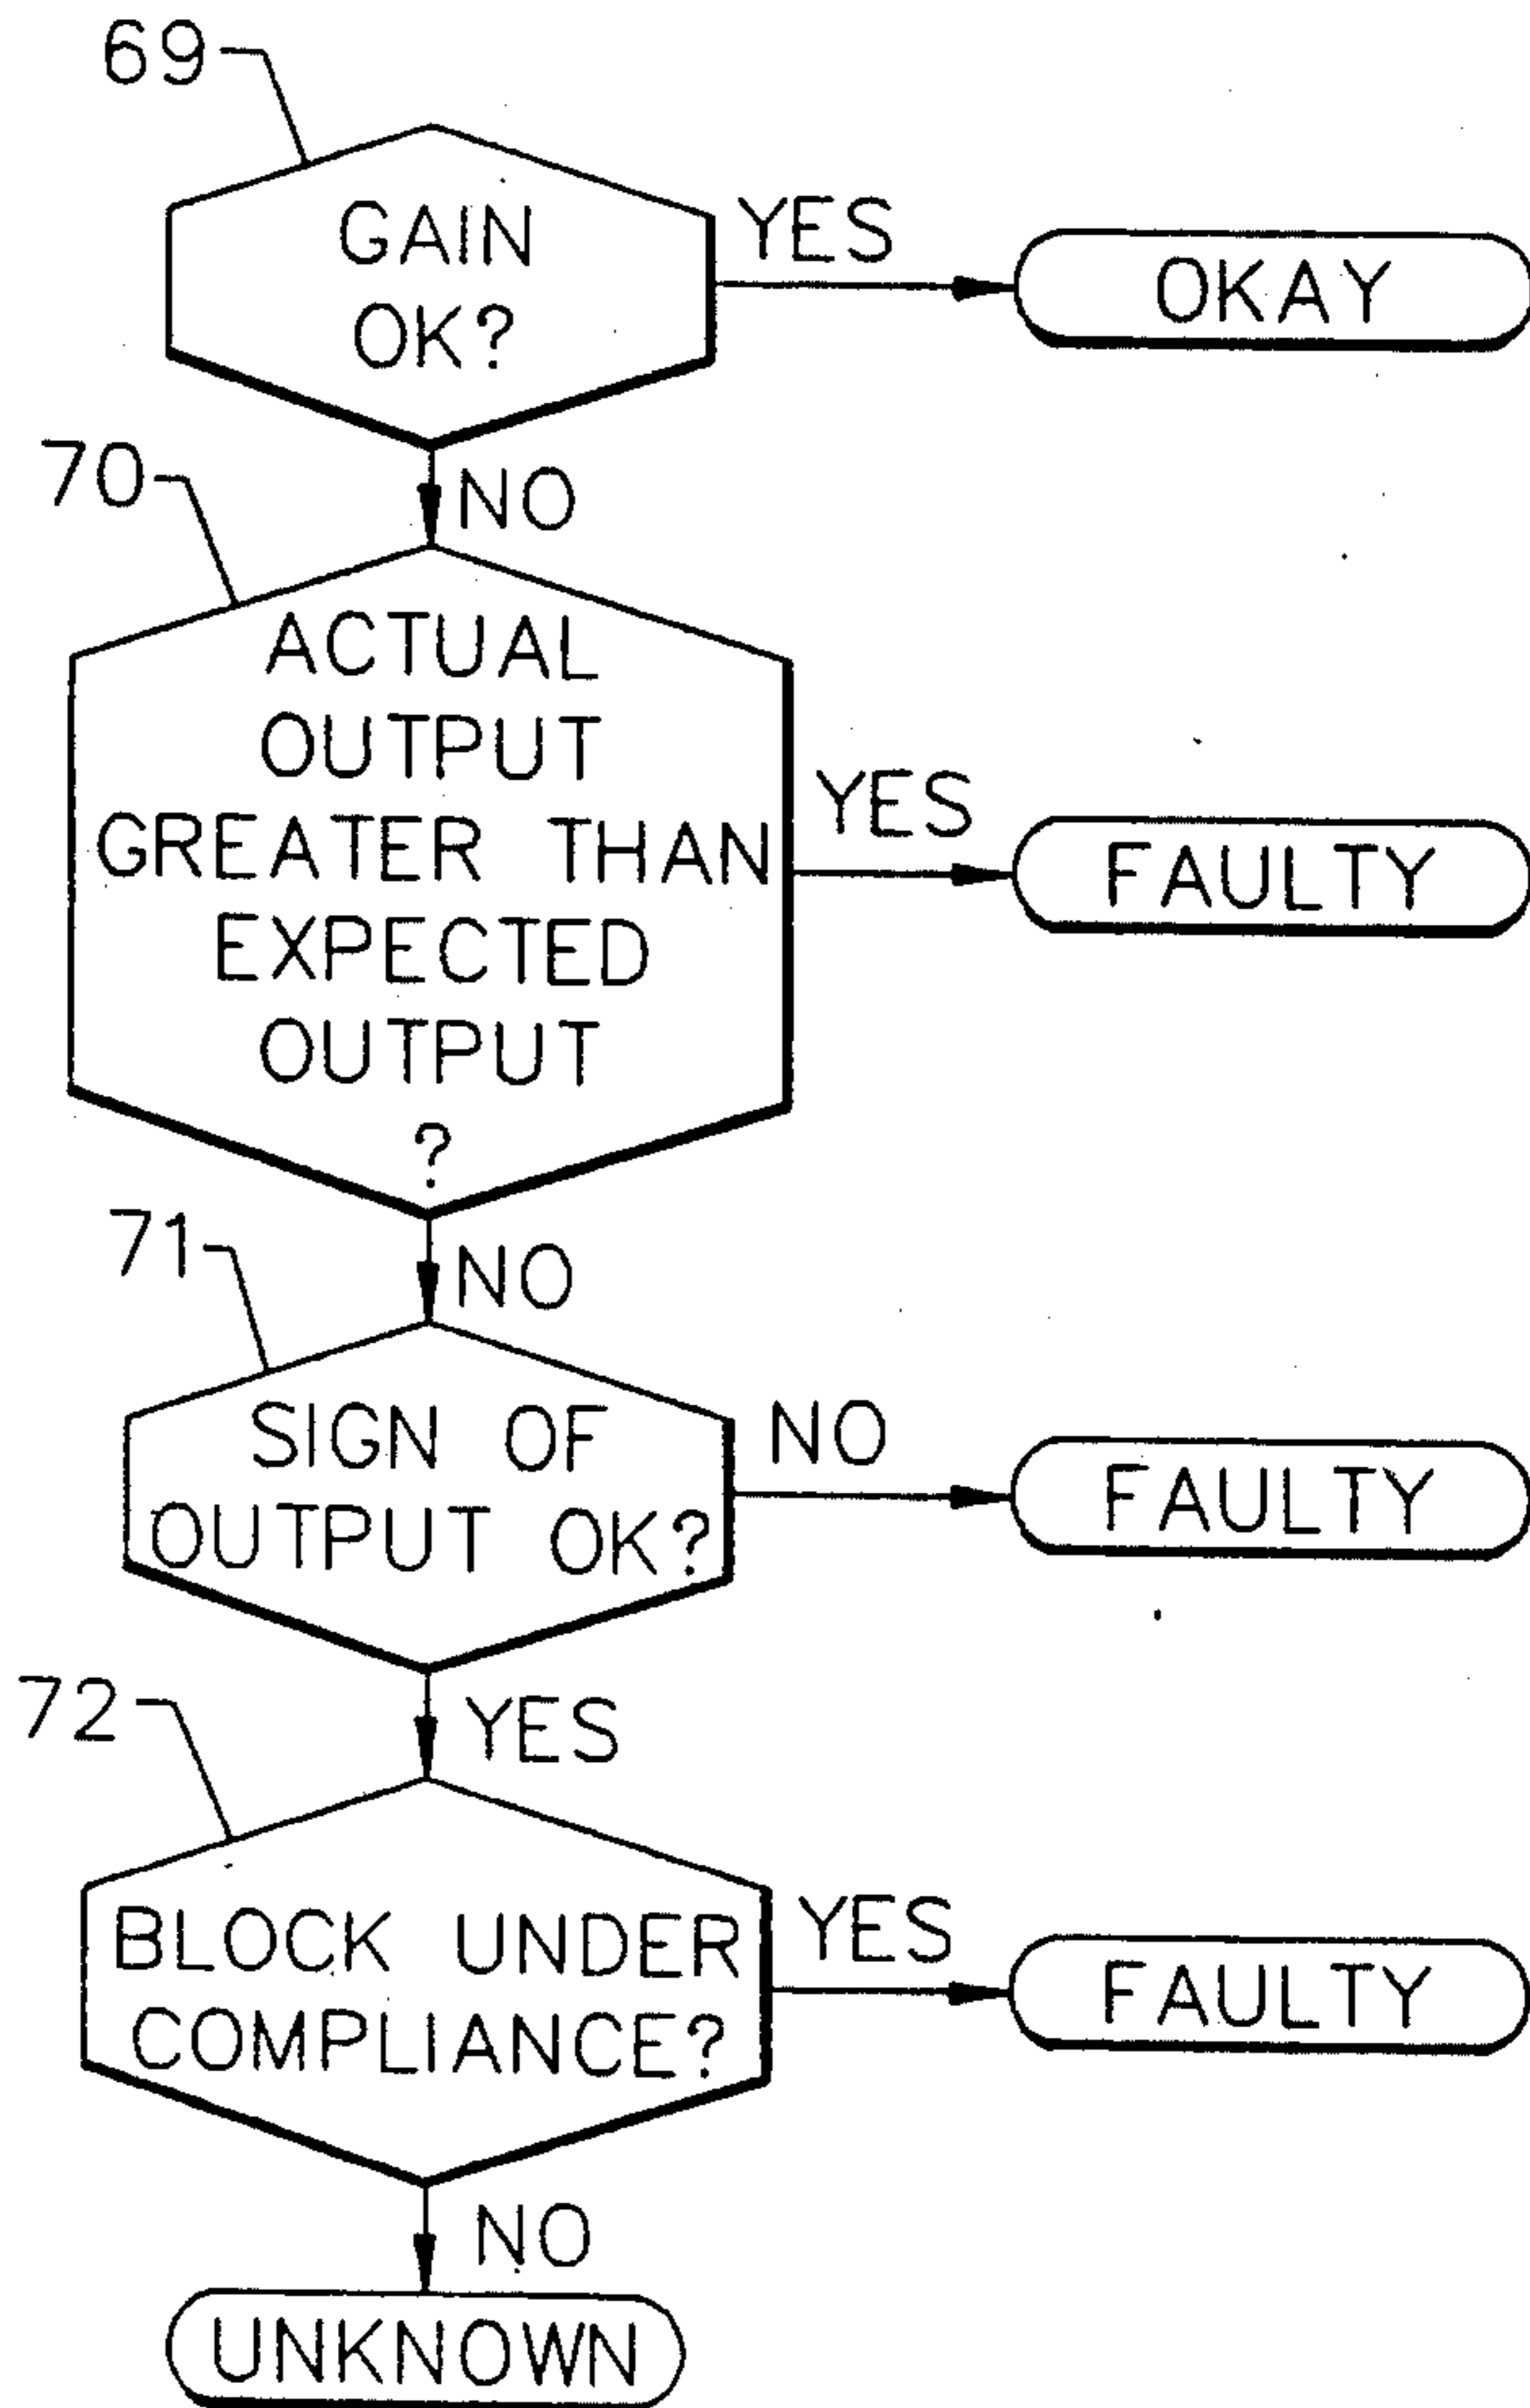 69
GAIN
OK?
YES
OKAY
NO
70
ACTUAL
OUTPUT
GREATER THAN
EXPECTED
OUTPUT
?
YES
FAULTY
NO
71
SIGN OF
OUTPUT OK?
NO
FAULTY
YES
72
BLOCK UNDER
COMPLIANCE?
YES
FAULTY
NO
UNKNOWN